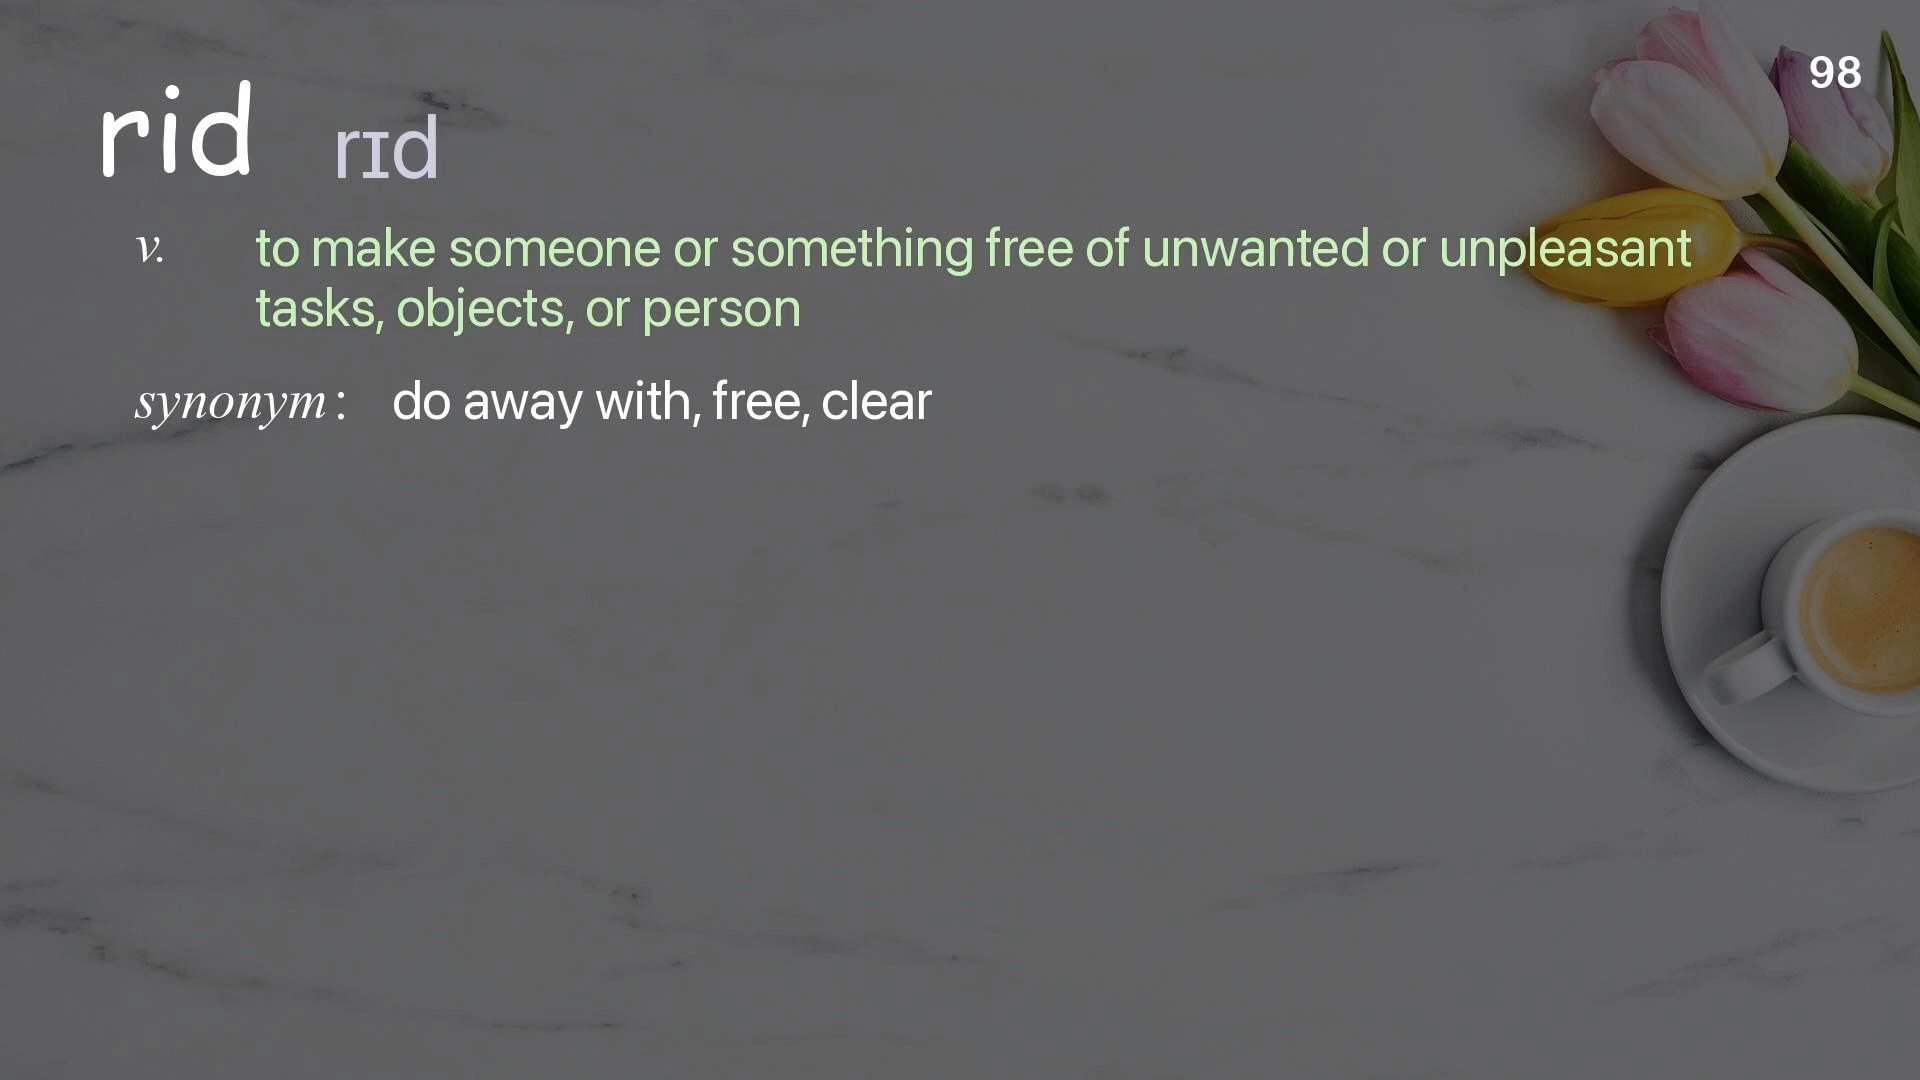 98
rid rɪd
v. to make someone or something free of unwanted or unpleasant
tasks, objects, or person
synonym: do away with, free, clear